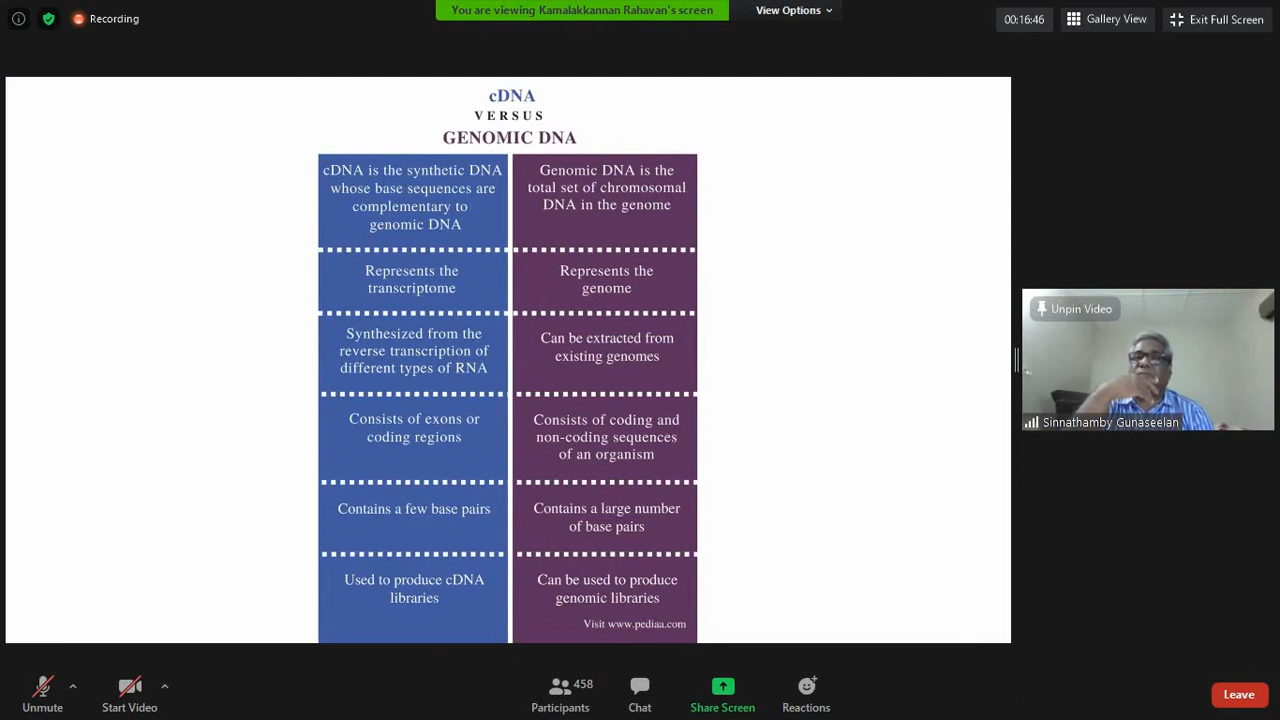 Recording
You are viewing Kamalakkannan Rahavan's screen
View Options
00:16:46
Gallery View
Exit Full Screen
cDNA
VERSUS
GENOMIC DNA
cDNA is the synthetic DNA
whose base sequences are
complementary to
genomic DNA
Genomic DNA is the
total set of chromosomal
DNA in the genome
Represents the
transcriptome
Represents the
genome
Synthesized from the
reverse transcription of
different types of RNA
Can be extracted from
existing genomes
Consists of exons or
coding regions
Consists of coding and
non-coding sequences
of an organism
Contains a few base pairs
Contains a large number
of base pairs
Used to produce cDNA
libraries
Can be used to produce
genomic libraries
Visit www.pediaa.com
Unpin Video
Sinnathamby Gunaseelan
Unmute
Start Video
458
Participants
Chat
Share Screen
Reactions
Leave